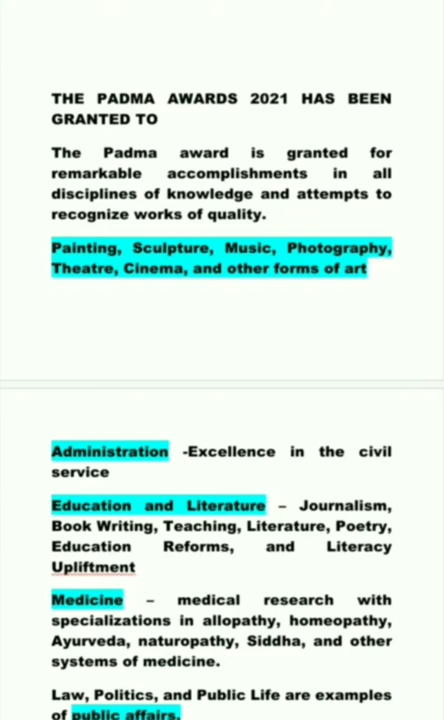 THE PADMA AWARDS 2021 HAS BEEN
GRANTED TO
The Padma award is granted for
remarkable accomplishments in all
disciplines of knowledge and attempts to
recognize works of quality.
Painting, Sculpture, Music, Photography,
Theatre, Cinema, and other forms of art
Administration -Excellence in the civil
service
Education and Literature – Journalism,
Book Writing, Teaching, Literature, Poetry,
Education Reforms, and Literacy
Upliftment
Medicine – medical research with
specializations in allopathy, homeopathy,
Ayurveda, naturopathy, Siddha, and other
systems of medicine.
Law, Politics, and Public Life are examples
of public affairs.